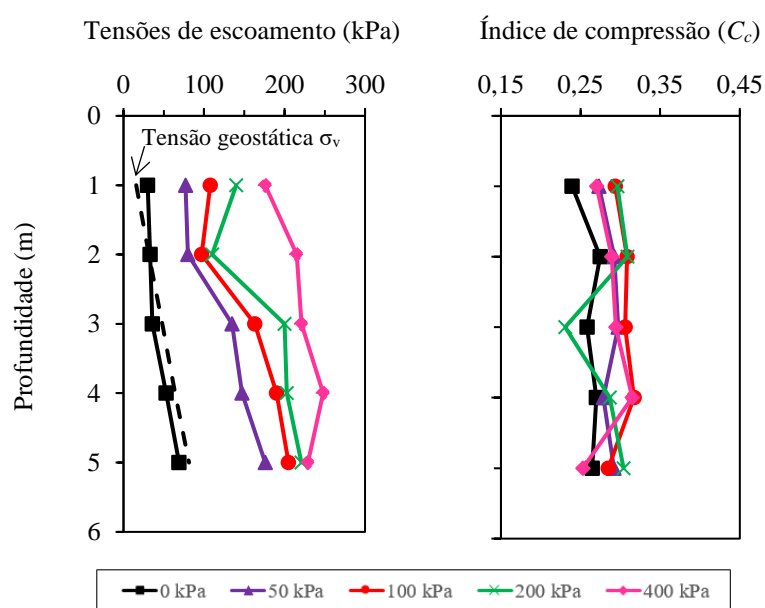 Tensões de escoamento (kPa)
Índice de compressão (Cc)
0 100 200 300
0,15 0,25 0,35 0,45
Tensão geostática σv
Profundidade (m)
0
1
2
3
4
5
6
0 kPa 50 kPa 100 kPa 200 kPa 400 kPa